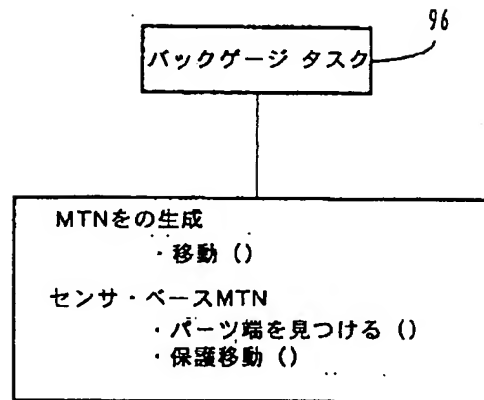 96
バックゲージ タスク
MTNをの生成
・移動 ()
センサ・ベースMTN
・パーツ端を見つける ()
・保護移動 ()